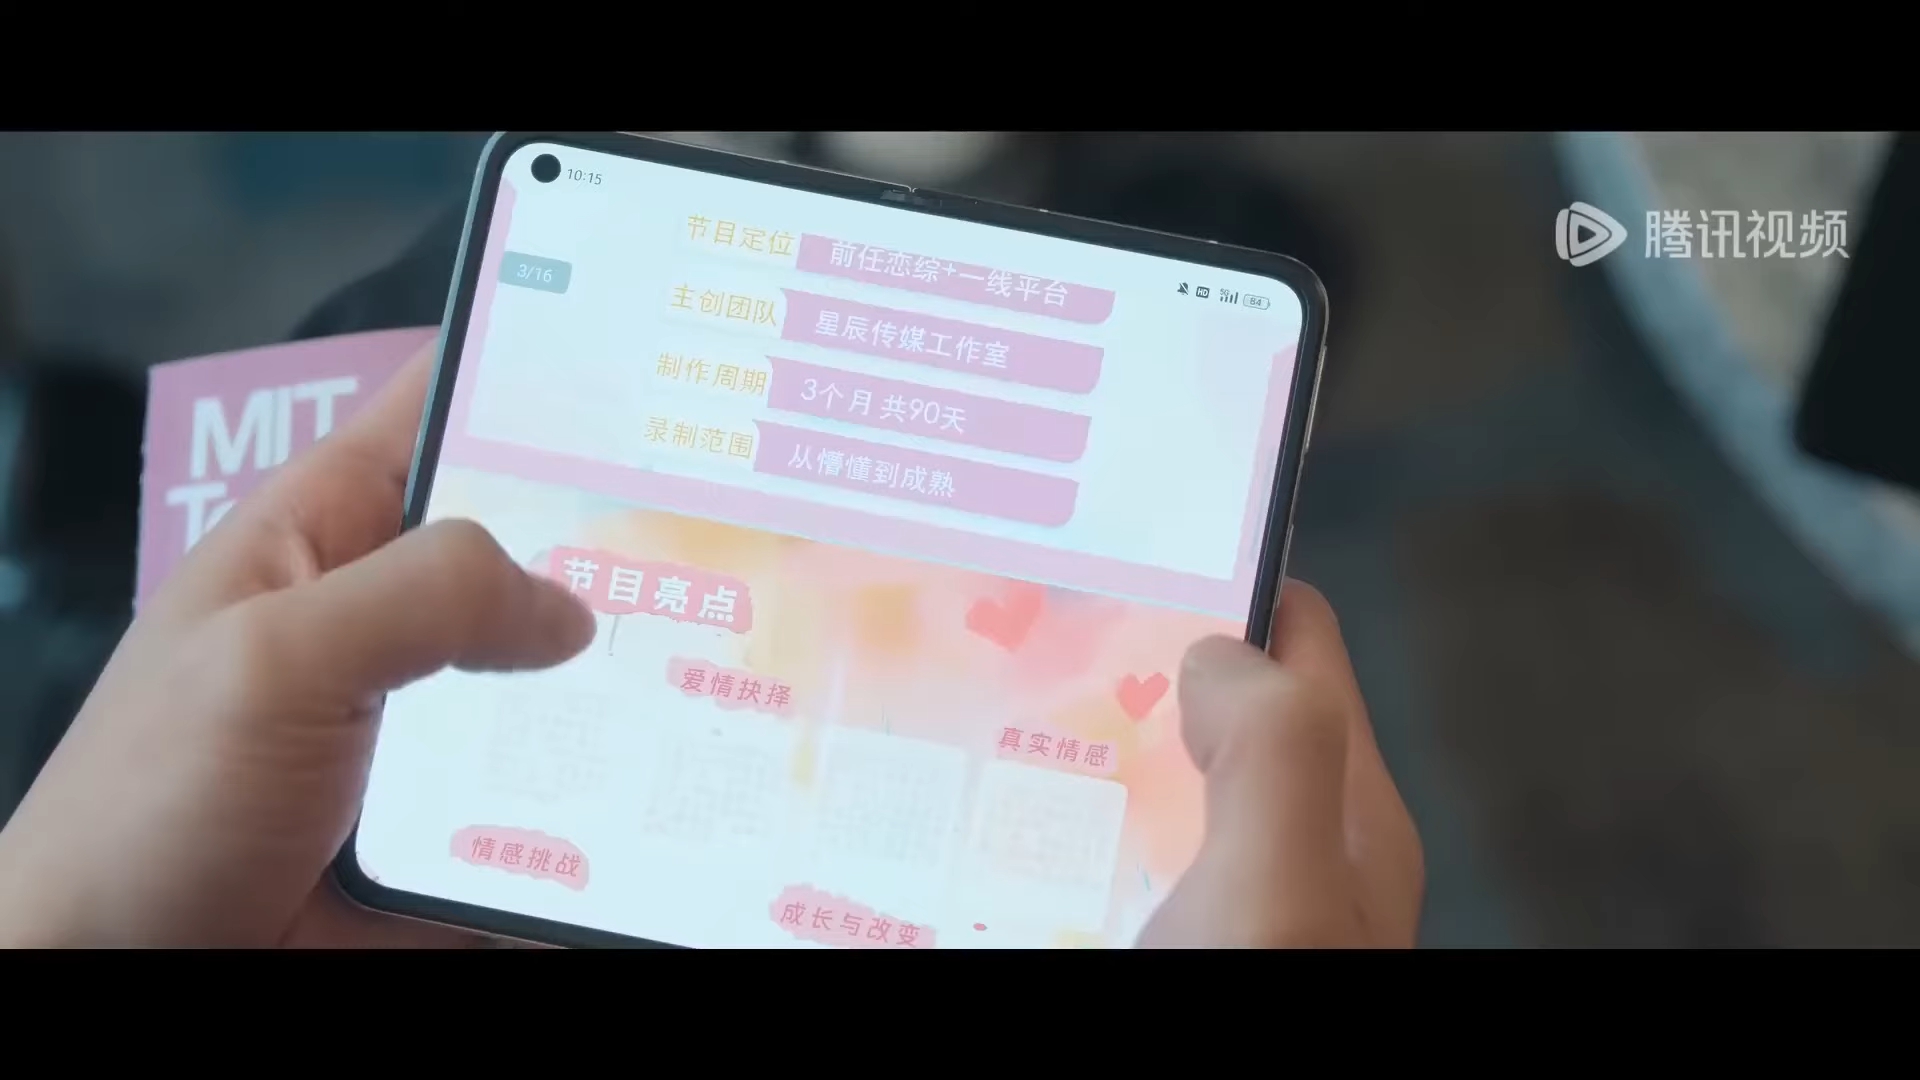 腾讯视频
10:15
HD
5G
64
3/16
节目定位 前任恋综+一线平台
主创团队 星辰传媒工作室
制作周期 3个月 共90天
录制范围 从懵懂到成熟
MIT
节目亮点
爱情抉择
真实情感
情感挑战
成长与改变